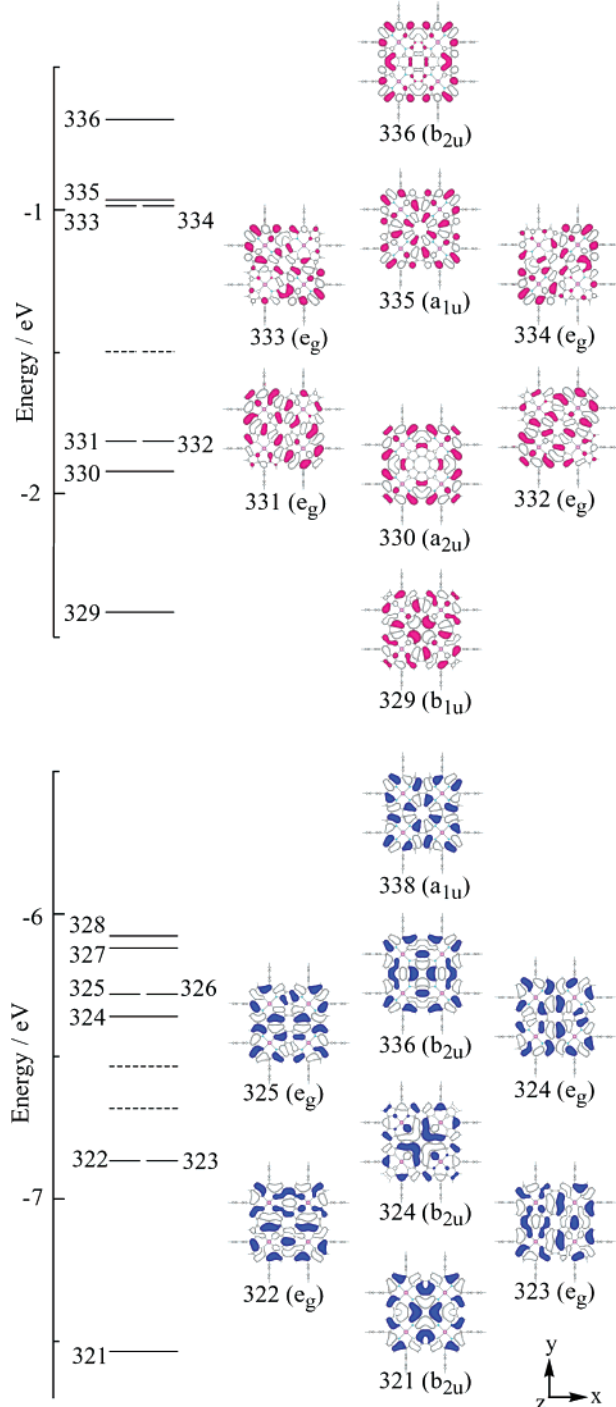 336
336 (b2u)
335
-1
333
334
335 (a1u)
333 (eg)
334 (eg)
Energy / eV
331
332
330
-2
331 (eg)
332 (eg)
330 (a2u)
329
329 (b1u)
338 (a1u)
-6
328
327
325
326
324
336 (b2u)
325 (eg)
324 (eg)
Energy / eV
322
323
324 (b2u)
-7
322 (eg)
323 (eg)
321
321 (b2u)
y
z
x